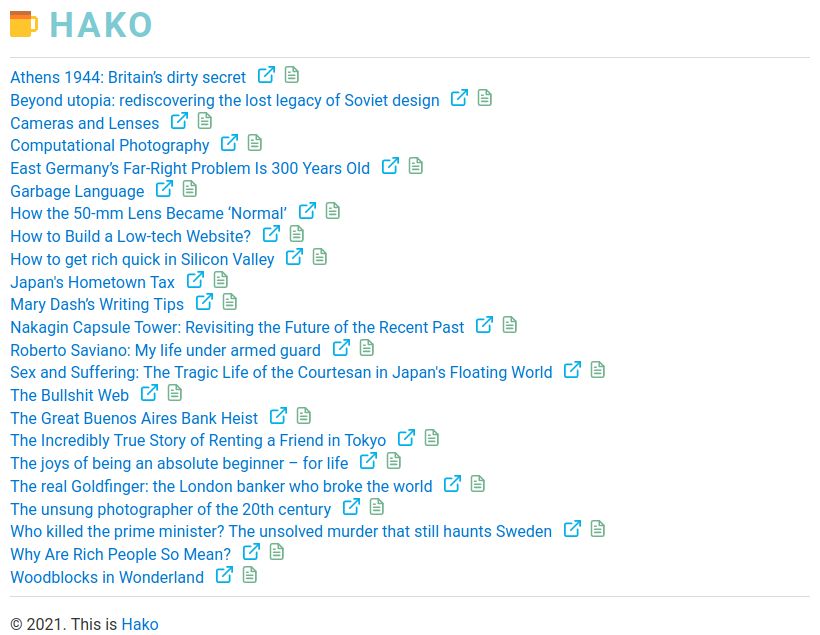 HAKO
Athens 1944: Britain’s dirty secret
Beyond utopia: rediscovering the lost legacy of Soviet design
Cameras and Lenses
Computational Photography
East Germany’s Far-Right Problem Is 300 Years Old
Garbage Language
How the 50-mm Lens Became ‘Normal’
How to Build a Low-tech Website?
How to get rich quick in Silicon Valley
Japan's Hometown Tax
Mary Dash’s Writing Tips
Nakagin Capsule Tower: Revisiting the Future of the Recent Past
Roberto Saviano: My life under armed guard
Sex and Suffering: The Tragic Life of the Courtesan in Japan's Floating World
The Bullshit Web
The Great Buenos Aires Bank Heist
The Incredibly True Story of Renting a Friend in Tokyo
The joys of being an absolute beginner – for life
The real Goldfinger: the London banker who broke the world
The unsung photographer of the 20th century
Who killed the prime minister? The unsolved murder that still haunts Sweden
Why Are Rich People So Mean?
Woodblocks in Wonderland
© 2021. This is Hako